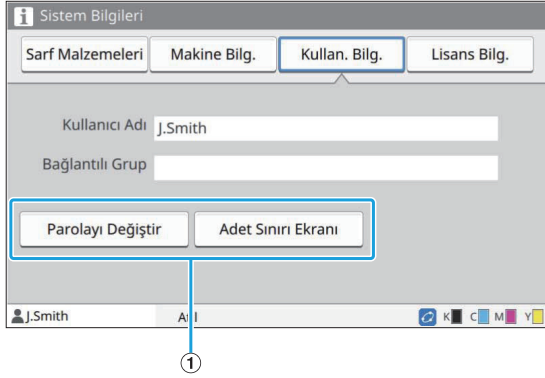 i Sistem Bilgileri
Sarf Malzemeleri Makine Bilg. Kullan. Bilg. Lisans Bilg.
Kullanıcı Adı J.Smith
Bağlantılı Grup
Parolayı Değiştir Adet Sınırı Ekranı
J.Smith K C M Y
1